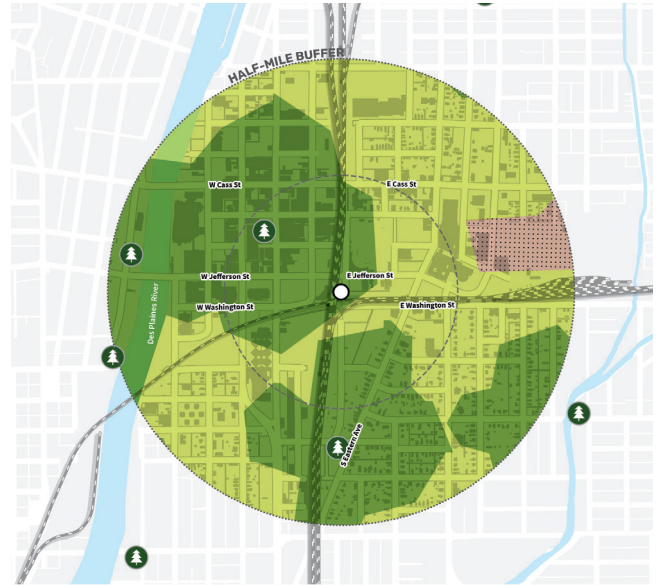 HALF-MILE BUFFER
W Cass St
E Cass St
W Jefferson St
E Jefferson St
W Washington St
E Washington St
Des Plaines River
S Eastern Ave